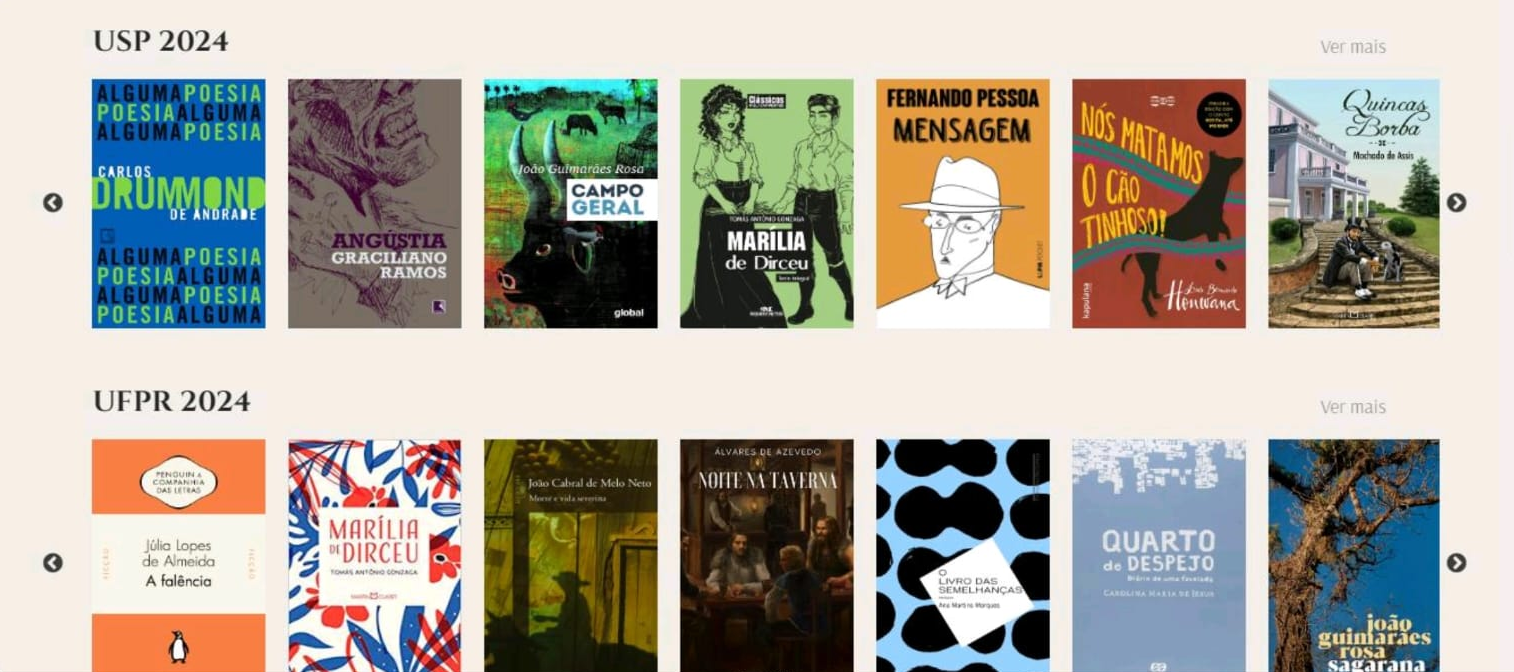 USP 2024
Ver mais
ALGUMAPOESIA
POESIAALGUMA
ALGUMAPOESIA
CARLOS
DRUMMOND
DE ANDRADE
ALGUMAPOESIA
POESIAALGUMA
ALGUMAPOESIA
POESIAALGUMA
ANGÚSTIA
GRACILIANO
RAMOS
João Guimarães Rosa
CAMPO
GERAL
global
Clássicos
TOMÁS ANTÔNIO GONZAGA
MARÍLIA
de Dirceu
FERNANDO PESSOA
MENSAGEM
NÓS MATAMOS
O CÃO
TINHOSO!
Luís Bernardo
Honwana
kapulana
Quincas
Borba
DE
Machado de Assis
UFPR 2024
Ver mais
PENGUIN &
COMPANHIA
DAS LETRAS
Júlia Lopes
de Almeida
A falência
MARÍLIA
DE DIRCEU
TOMÁS ANTÔNIO GONZAGA
MARTIN CLARET
João Cabral de Melo Neto
Morte e vida severina
ÁLVARES DE AZEVEDO
NOITE NA TAVERNA
O
LIVRO DAS
SEMELHANÇAS
Ana Martins Marques
QUARTO
de DESPEJO
Diário de uma favelada
CAROLINA MARIA DE JESUS
joão
guimarães
rosa
sagarana